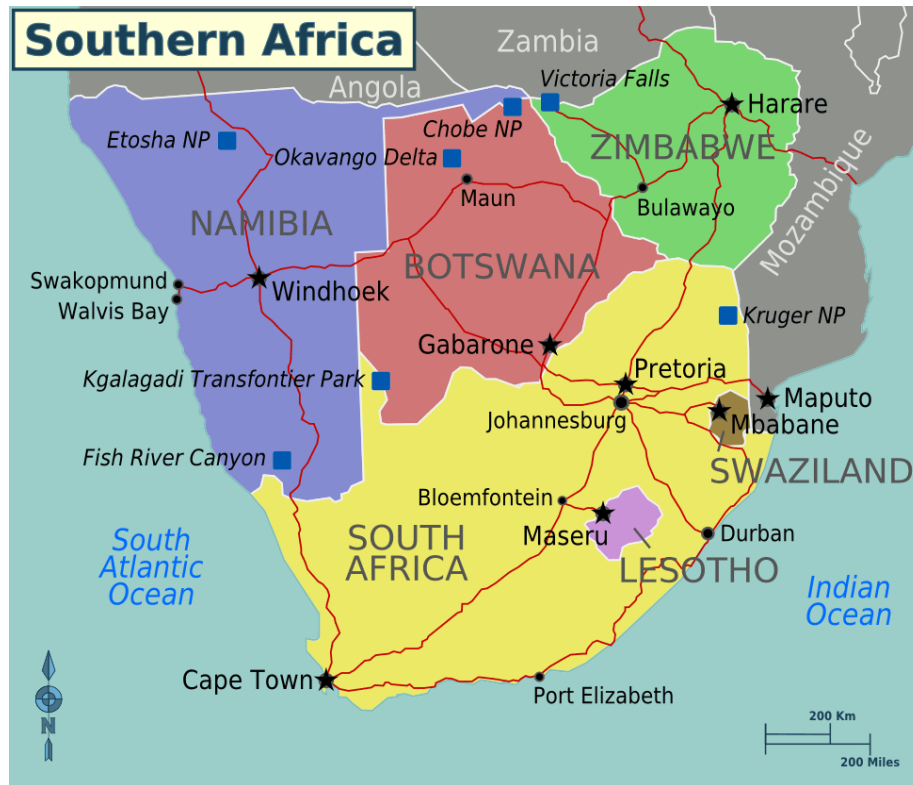 Southern Africa
Zambia
Angola
Victoria Falls
Chobe NP
Harare
Etosha NP
Okavango Delta
ZIMBABWE
Maun
Bulawayo
Mozambique
NAMIBIA
BOTSWANA
Swakopmund
Walvis Bay
Windhoek
Kruger NP
Gabarone
Kgalagadi Transfontier Park
Pretoria
Maputo
Johannesburg
Mbabane
Fish River Canyon
SWAZILAND
Bloemfontein
Maseru
Durban
SOUTH
AFRICA
LESOTHO
South
Atlantic
Ocean
Indian
Ocean
Cape Town
Port Elizabeth
N
200 Km
200 Miles